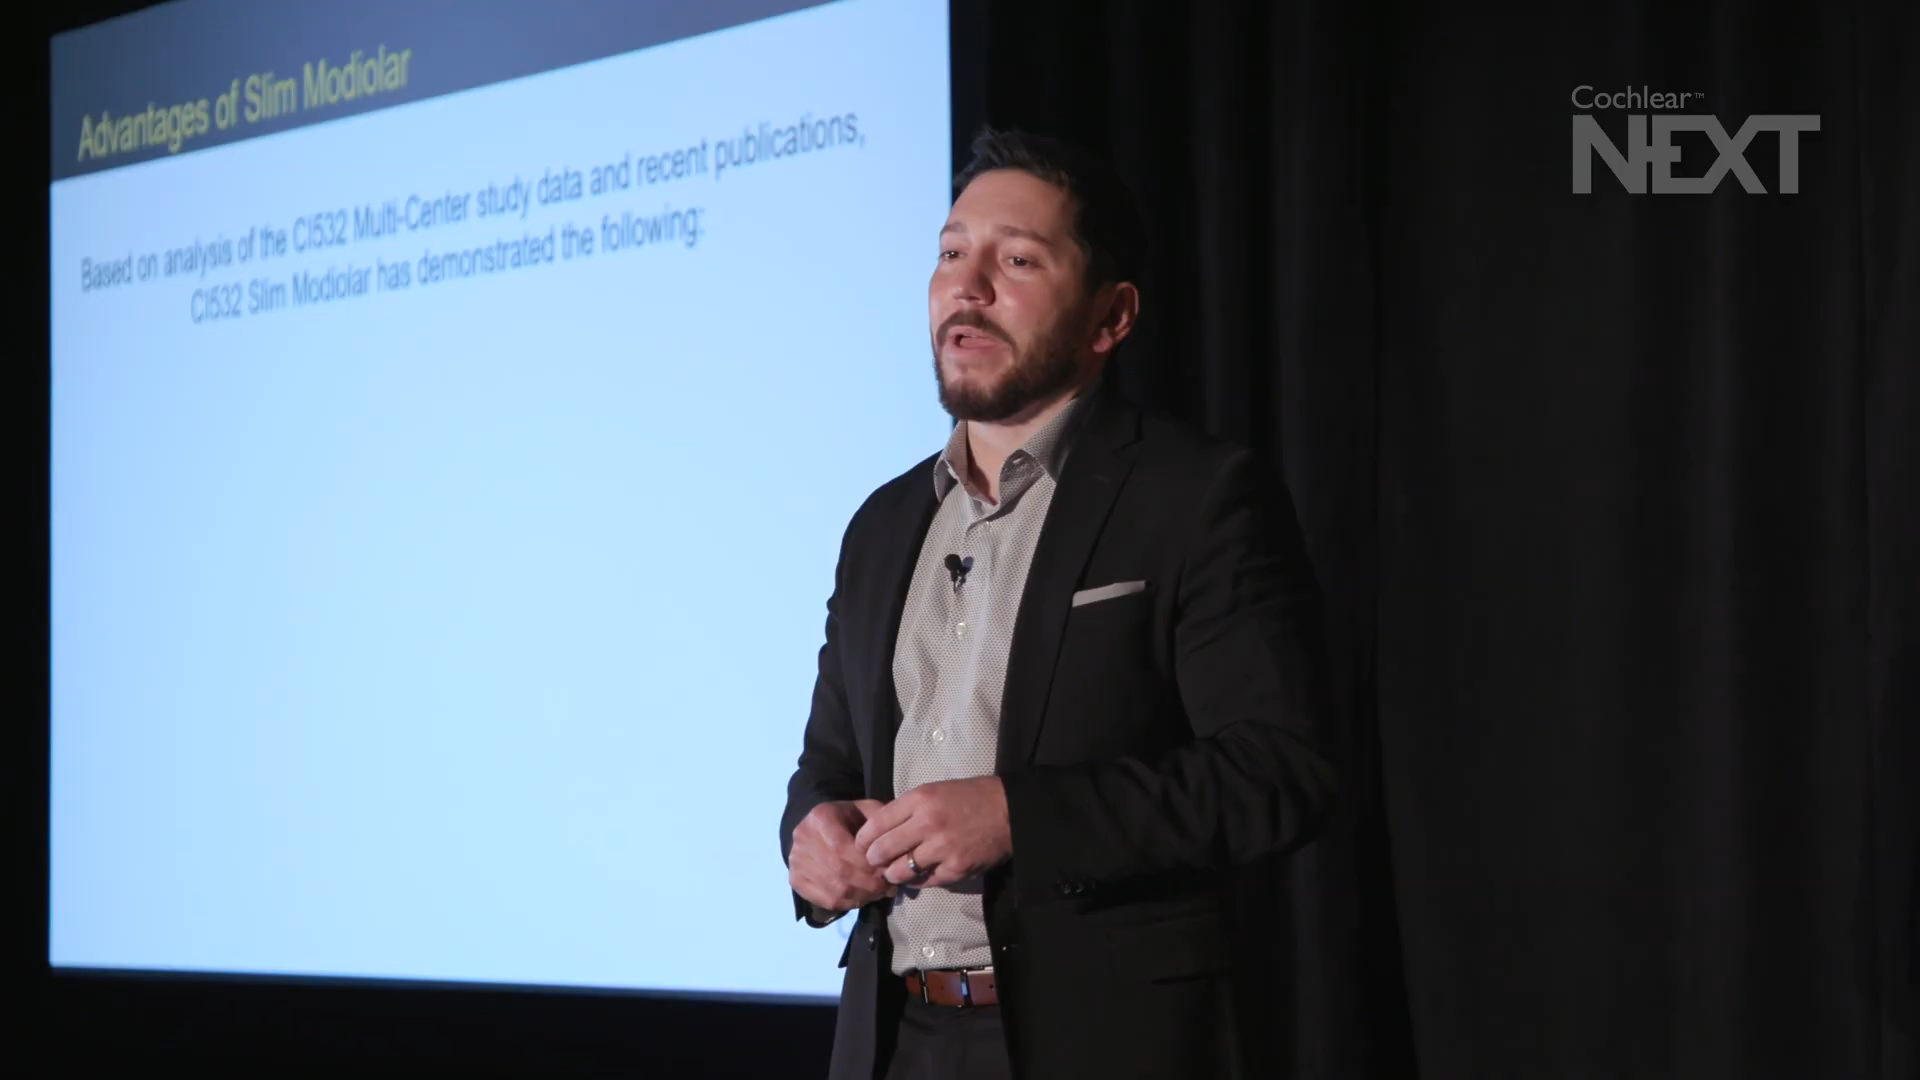 Advantages of Slim Modiolar
Based on analysis of the CI532 Multi-Center study data and recent publications,
CI532 Slim Modiolar has demonstrated the following:
Cochlear™
NEXT